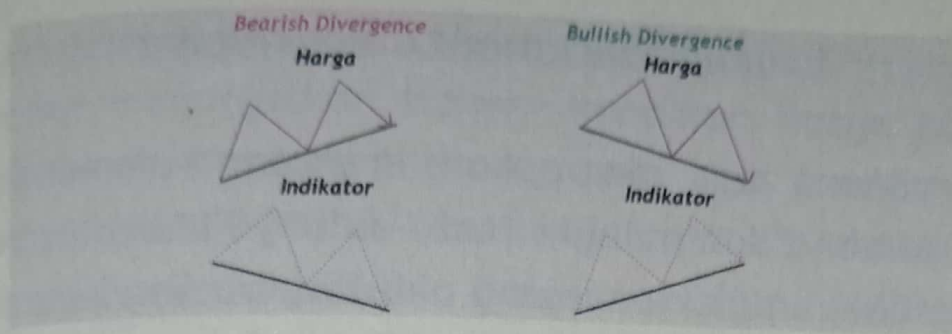 Bearish Divergence
Harga
Indikator
Bullish Divergence
Harga
Indikator